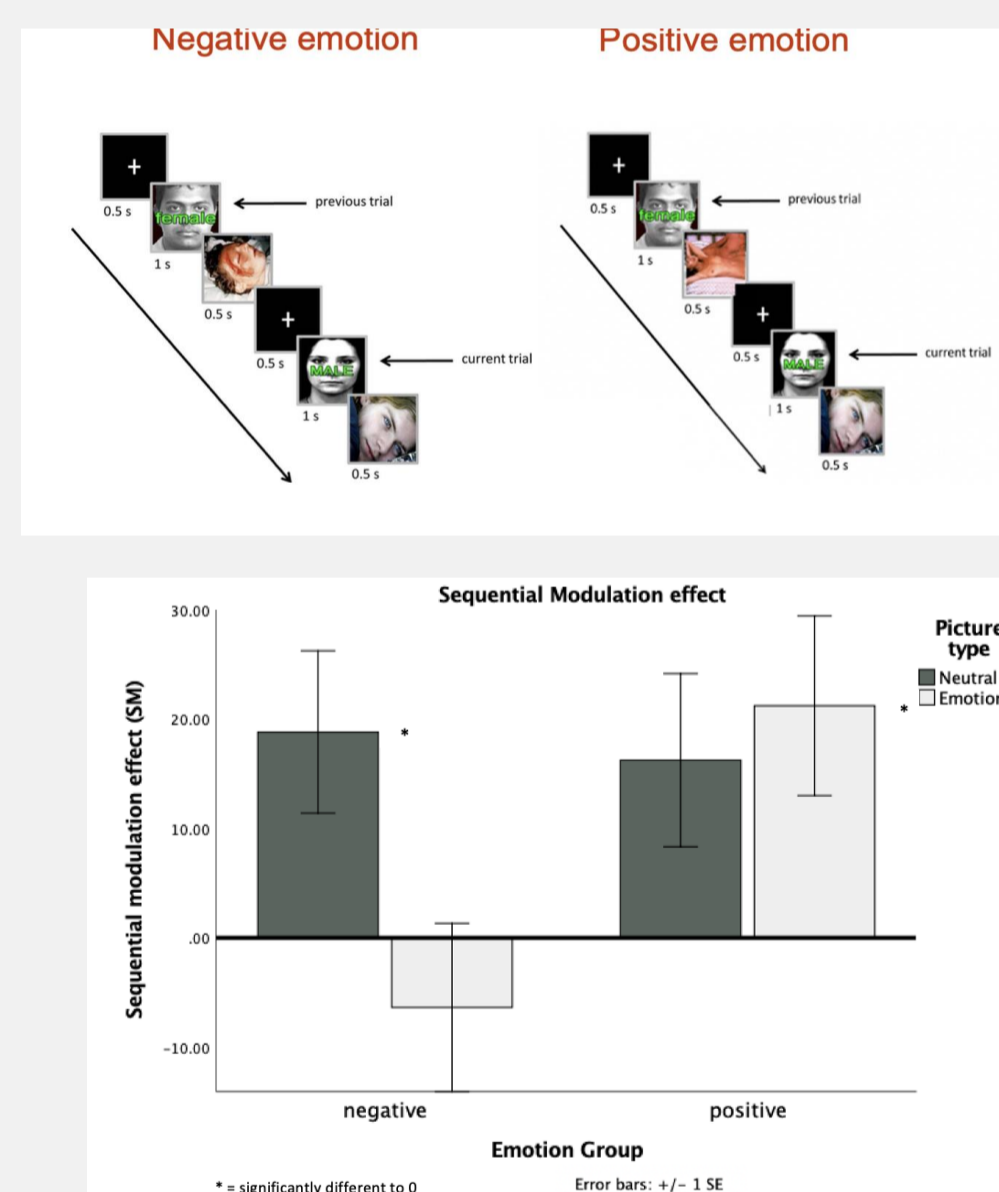 Negative emotion
Positive emotion
+
0.5 s
female
previous trial
1 s
0.5 s
+
0.5 s
MALE
current trial
1 s
0.5 s
+
0.5 s
female
previous trial
1 s
0.5 s
+
0.5 s
MALE
current trial
1 s
0.5 s
Sequential Modulation effect
Sequential modulation effect (SM)
30.00
20.00
10.00
.00
-10.00
*
*
Picture
type
Neutral
Emotion
negative
positive
Emotion Group
* = significantly different to 0
Error bars: +/- 1 SE